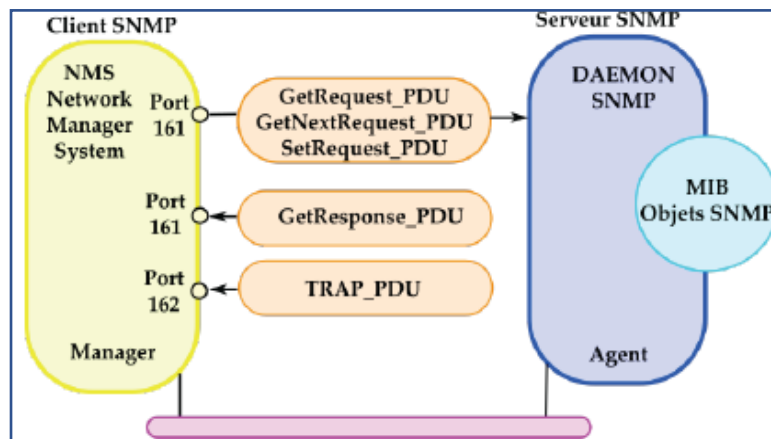 Client SNMP
Serveur SNMP
NMS
Network
Manager
System
Port
161
GetRequest_PDU
GetNextRequest_PDU
SetRequest_PDU
DAEMON
SNMP
Port
161
GetResponse_PDU
MIB
Objets SNMP
Port
162
TRAP_PDU
Manager
Agent